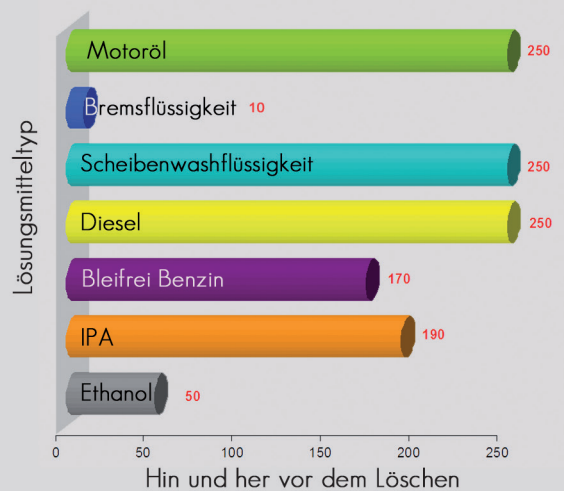 Motoröl 250
Bremsflüssigkeit 10
Scheibenwashflüssigkeit 250
Diesel 250
Bleifrei Benzin 170
IPA 190
Ethanol 50
Lösungsmitteltyp
0 50 100 150 200 250
Hin und her vor dem Löschen